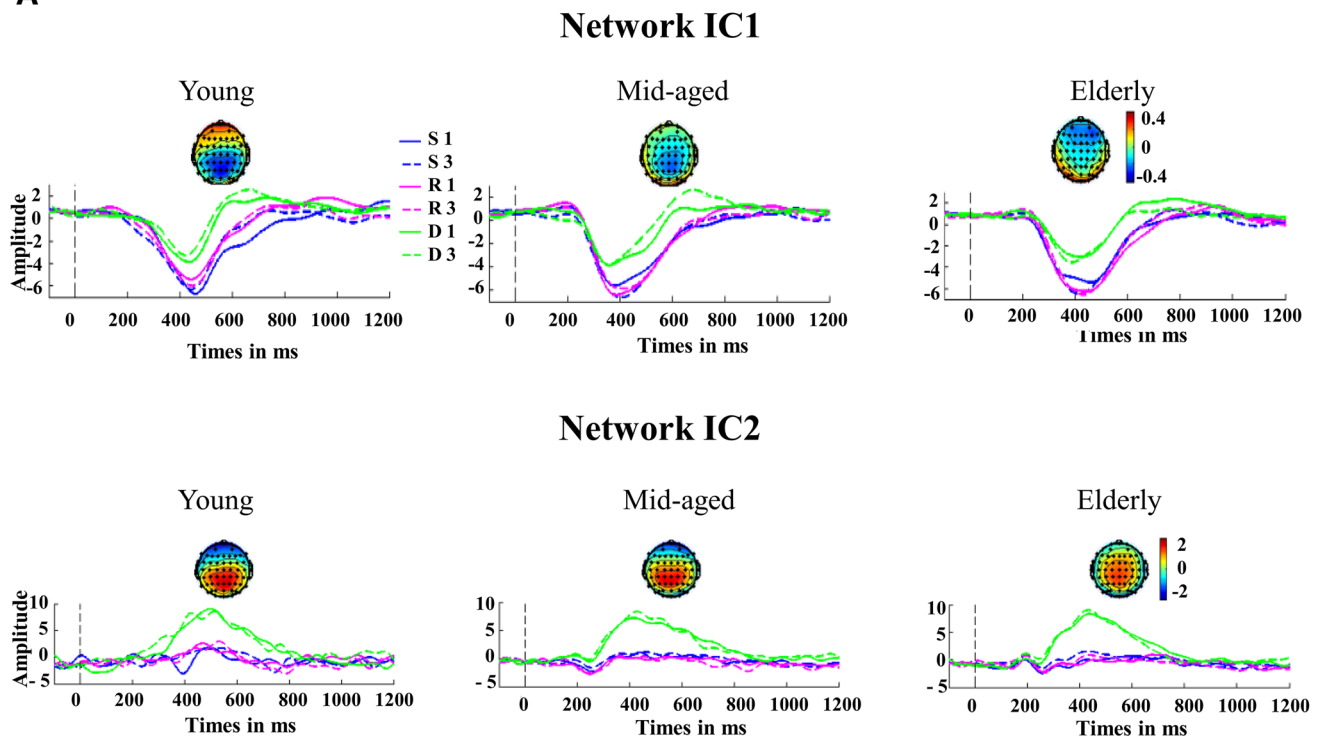 A
Network IC1
Young
Mid-aged
Elderly
S 1
S 3
R 1
R 3
D 1
D 3
0.4
0
-0.4
Amplitude
2
0
-2
-4
-6
2
0
-2
-4
-6
2
0
-2
-4
-6
0 200 400 600 800 1000 1200
0 200 400 600 800 1000 1200
0 200 400 600 800 1000 1200
Times in ms
Times in ms
Times in ms
Network IC2
Young
Mid-aged
Elderly
2
0
-2
Amplitude
10
5
0
- 5
10
5
0
- 5
10
5
0
- 5
0 200 400 600 800 1000 1200
0 200 400 600 800 1000 1200
0 200 400 600 800 1000 1200
Times in ms
Times in ms
Times in ms